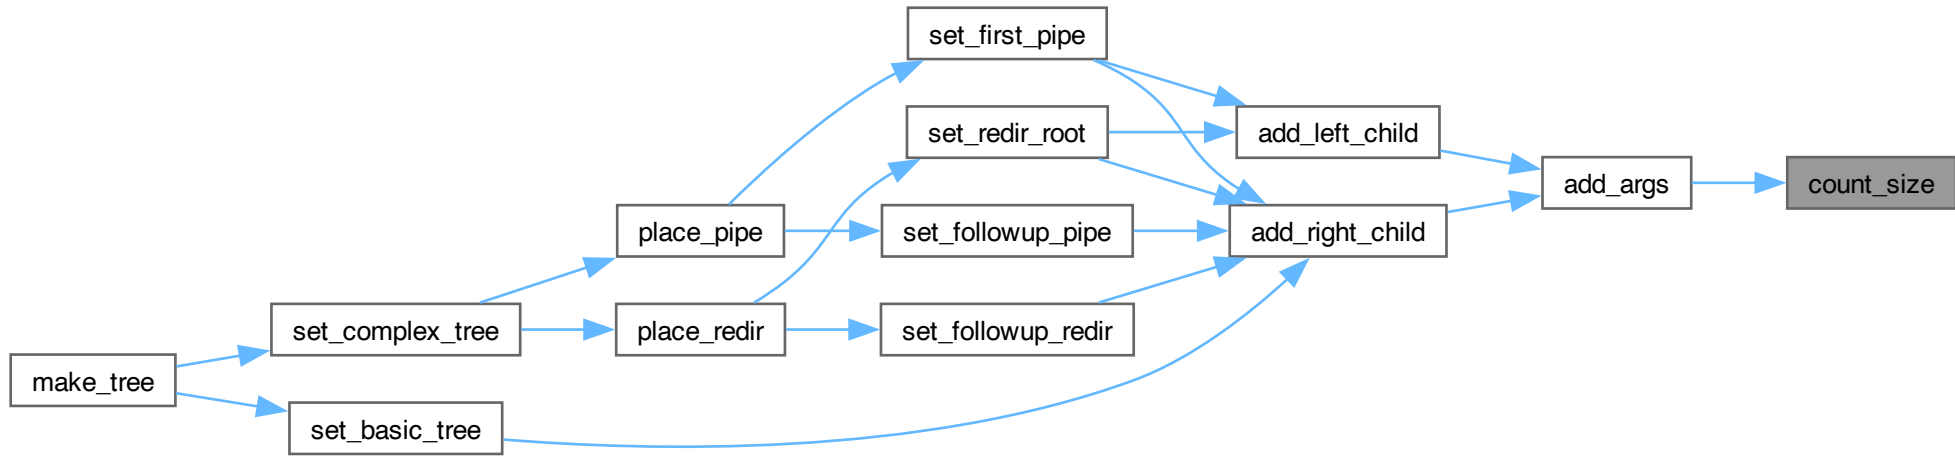 set_first_pipe
set_redir_root
add_left_child
add_args
count_size
place_pipe
set_followup_pipe
add_right_child
set_complex_tree
place_redir
set_followup_redir
make_tree
set_basic_tree